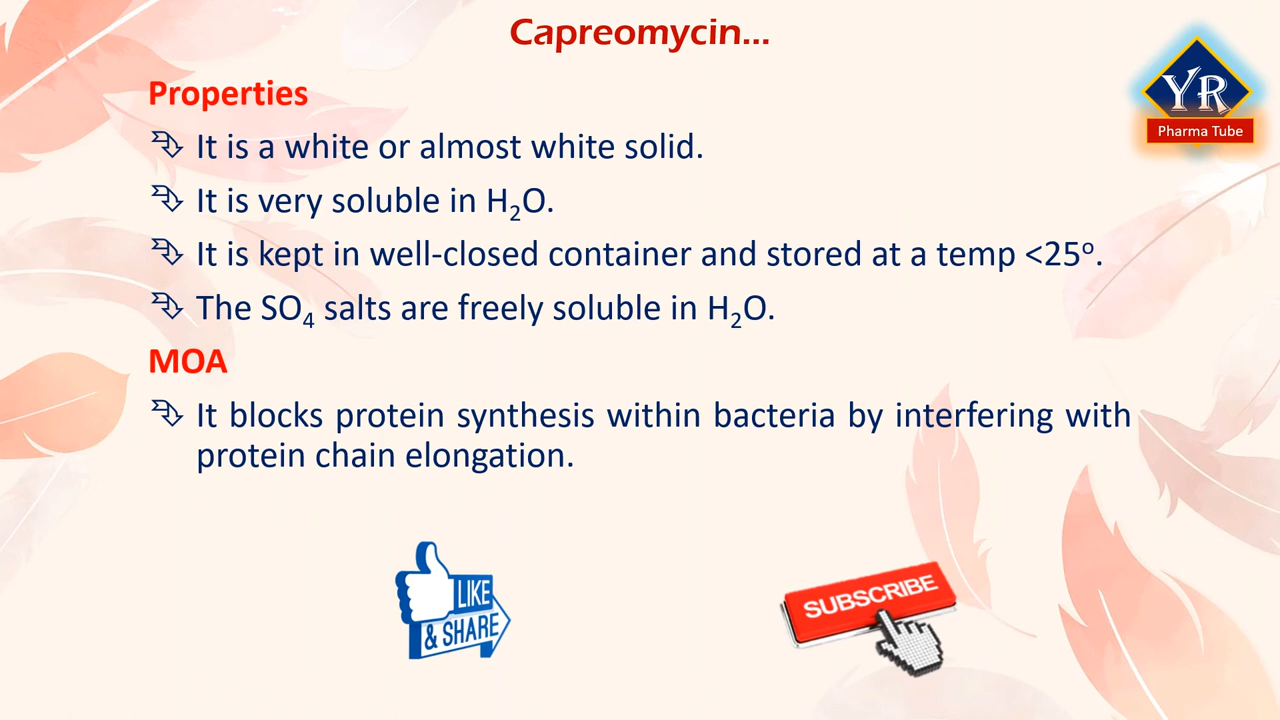 Capreomycin...
YR
Pharma Tube
Properties
It is a white or almost white solid.
It is very soluble in H₂O.
It is kept in well-closed container and stored at a temp <25º.
The SO₄ salts are freely soluble in H₂O.
MOA
It blocks protein synthesis within bacteria by interfering with
protein chain elongation.
LIKE
& SHARE
SUBSCRIBE